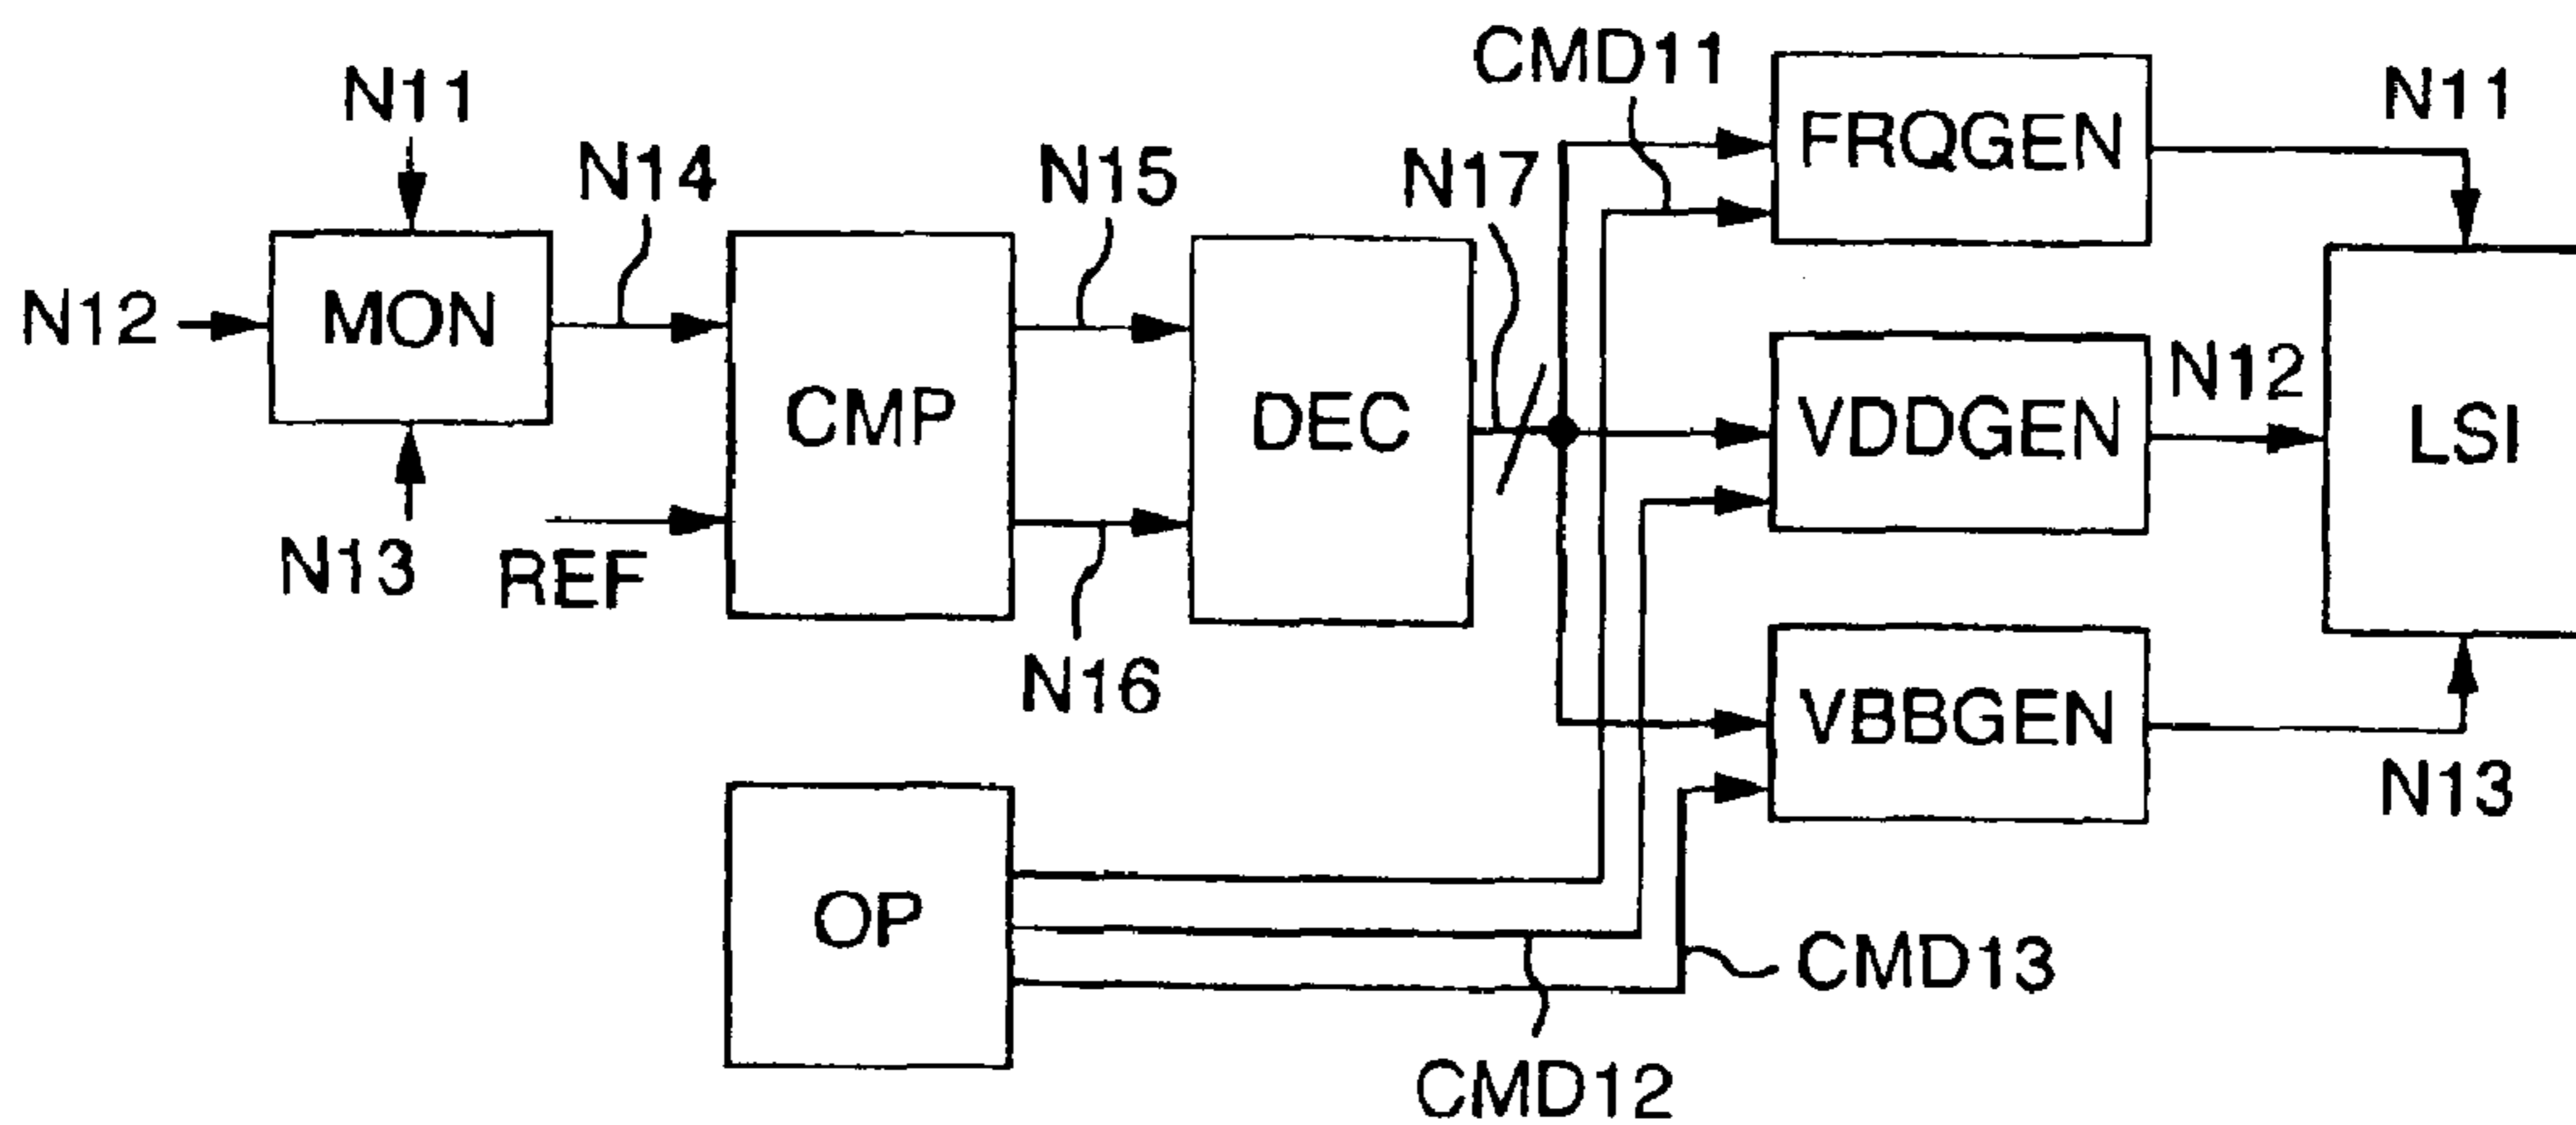 CMD11
N11
N11
FRQGEN
N14
N15
N17
N12
MON
CMP
DEC
VDDGEN
N12
LSI
N13
REF
N16
VBBGEN
N13
OP
CMD13
CMD12